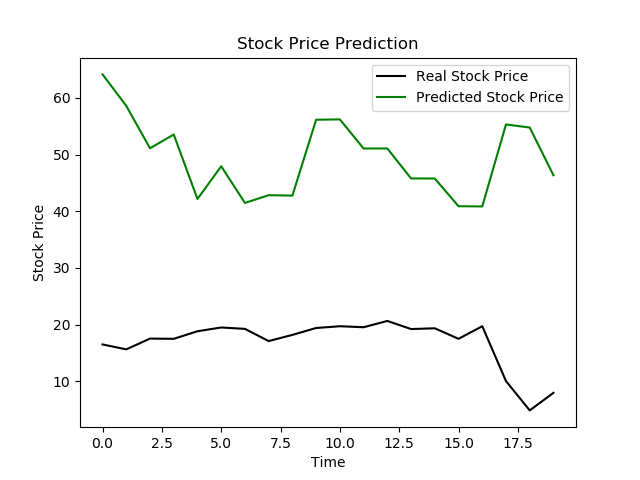 Stock Price Prediction
Real Stock Price
Predicted Stock Price
60
50
40
30
20
10
Stock Price
0.0 2.5 5.0 7.5 10.0 12.5 15.0 17.5
Time